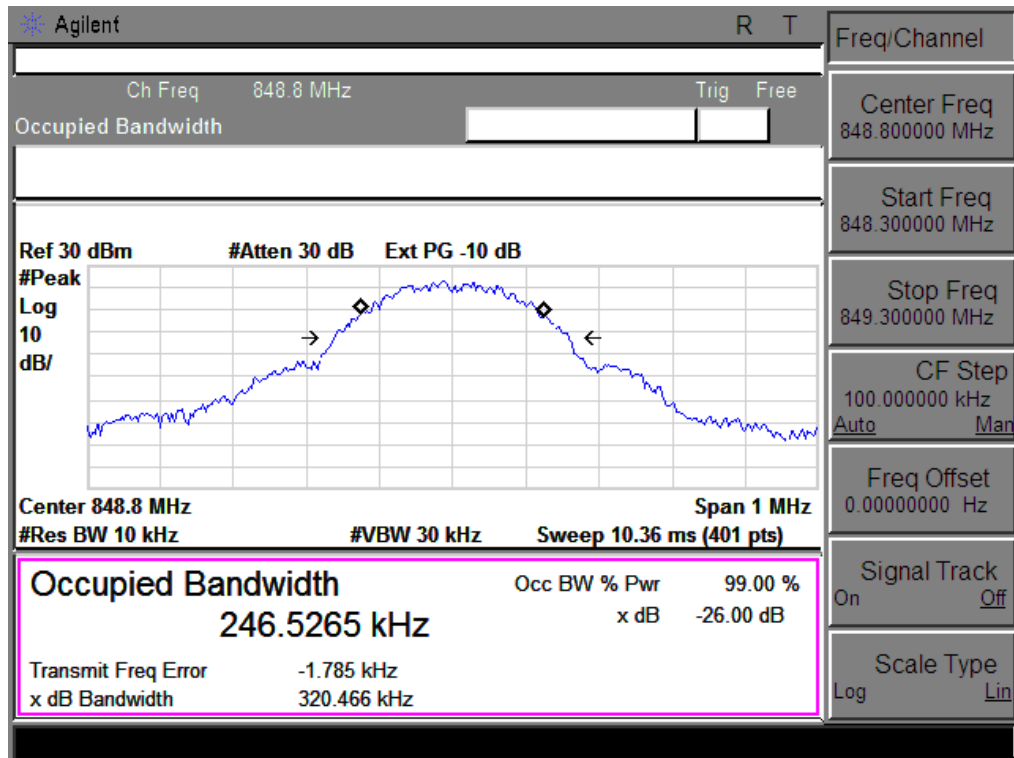 Agilent R T
Ch Freq 848.8 MHz Trig Free
Occupied Bandwidth
Ref 30 dBm #Atten 30 dB Ext PG -10 dB
#Peak
Log
10
dB/
Center 848.8 MHz Span 1 MHz
#Res BW 10 kHz #VBW 30 kHz Sweep 10.36 ms (401 pts)
Occupied Bandwidth Occ BW % Pwr 99.00 %
246.5265 kHz x dB -26.00 dB
Transmit Freq Error -1.785 kHz
x dB Bandwidth 320.466 kHz
Freq/Channel
Center Freq
848.800000 MHz
Start Freq
848.300000 MHz
Stop Freq
849.300000 MHz
CF Step
100.000000 kHz
Auto Man
Freq Offset
0.00000000 Hz
Signal Track
On Off
Scale Type
Log Lin